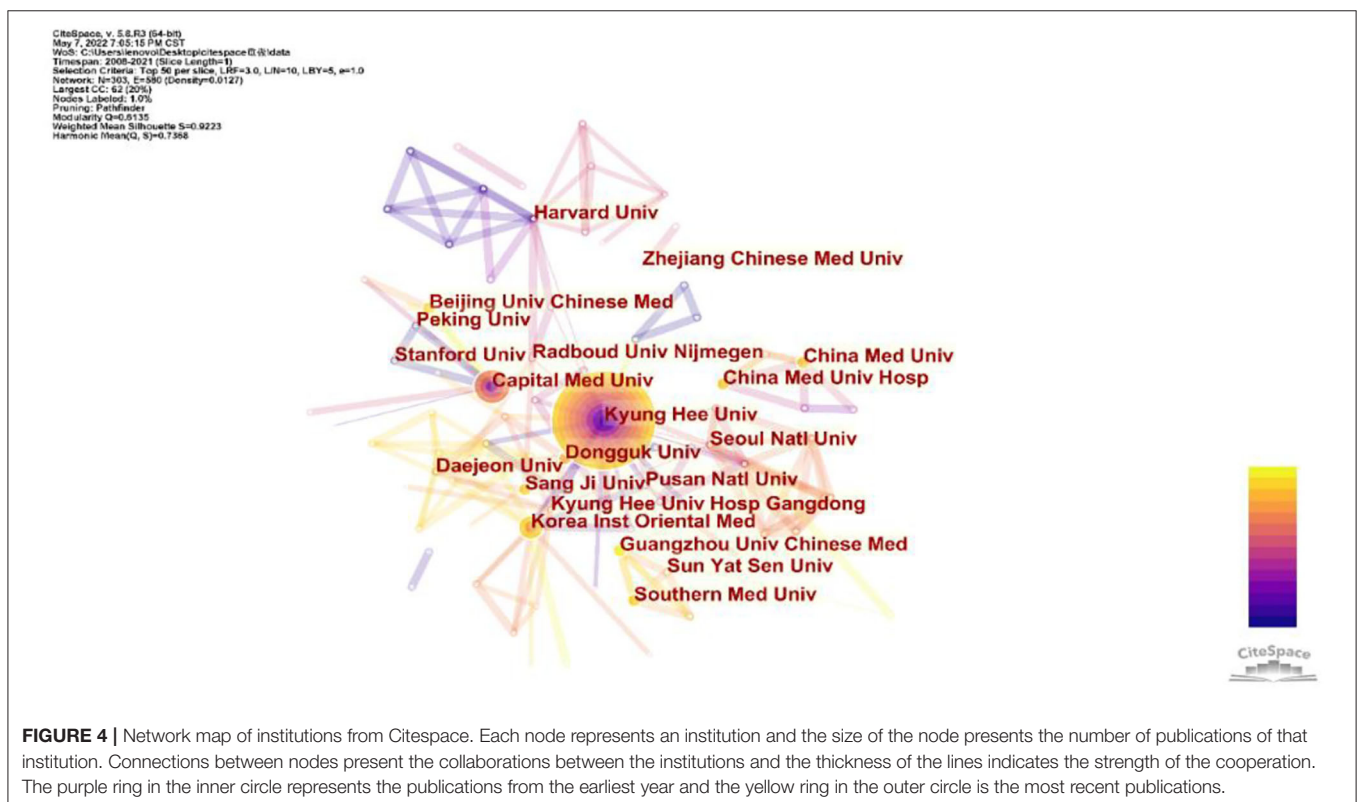 CiteSpace, v. 5.8.R3 (64-bit)
May 7, 2022 7:05:15 PM CST
WoS: C:\Users\lenovo\Desktop\citespace\data
Timespan: 2008-2021 (Slice Length=1)
Selection Criteria: Top 50 per slice, LRF=3.0, L/N=10, LBY=5, e=1.0
Network: N=303, E=580 (Density=0.0127)
Largest CC: 62 (20%)
Nodes Labeled: 1.0%
Pruning: Pathfinder
Modularity Q=0.6135
Weighted Mean Silhouette S=0.9223
Harmonic Mean(Q, S)=0.7368
Harvard Univ
Zhejiang Chinese Med Univ
Beijing Univ Chinese Med
Peking Univ
Stanford Univ
Radboud Univ Nijmegen
China Med Univ
Capital Med Univ
China Med Univ Hosp
Kyung Hee Univ
Seoul Natl Univ
Dongguk Univ
Daejeon Univ
Sang Ji Univ
Pusan Natl Univ
Kyung Hee Univ Hosp Gangdong
Korea Inst Oriental Med
Guangzhou Univ Chinese Med
Sun Yat Sen Univ
Southern Med Univ
CiteSpace
FIGURE 4 | Network map of institutions from Citespace. Each node represents an institution and the size of the node presents the number of publications of that
institution. Connections between nodes present the collaborations between the institutions and the thickness of the lines indicates the strength of the cooperation.
The purple ring in the inner circle represents the publications from the earliest year and the yellow ring in the outer circle is the most recent publications.